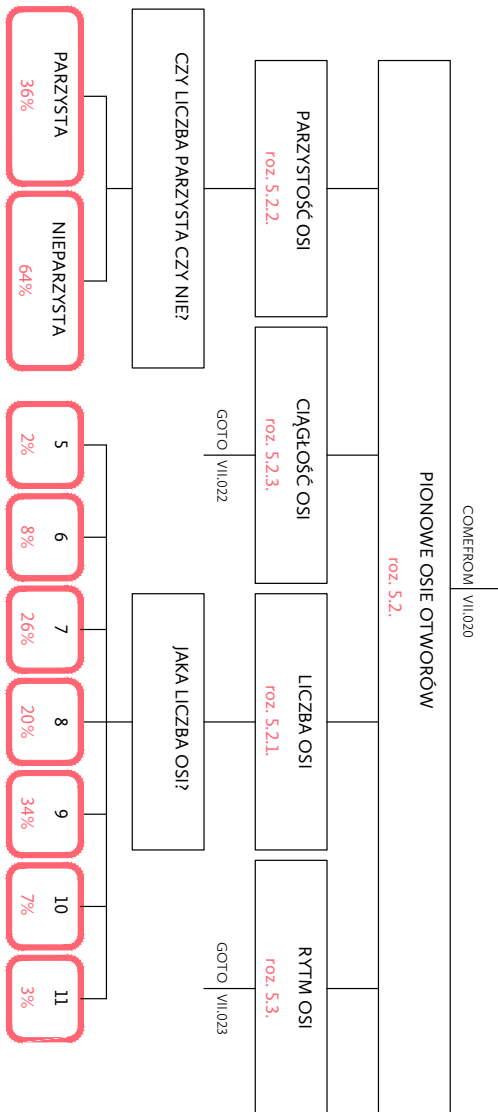 COMEFROM VII.020
PIONOWE OSIE OTWORÓW
roz. 5.2.
PARZYSTOŚĆ OSI
roz. 5.2.2.
CIĄGŁOŚĆ OSI
roz. 5.2.3.
LICZBA OSI
roz. 5.2.1.
RYTM OSI
roz. 5.3.
GOTO VII.022
GOTO VII.023
CZY LICZBA PARZYSTA CZY NIE?
JAKA LICZBA OSI?
PARZYSTA
36%
NIEPARZYSTA
64%
5
2%
6
8%
7
26%
8
20%
9
34%
10
7%
11
3%